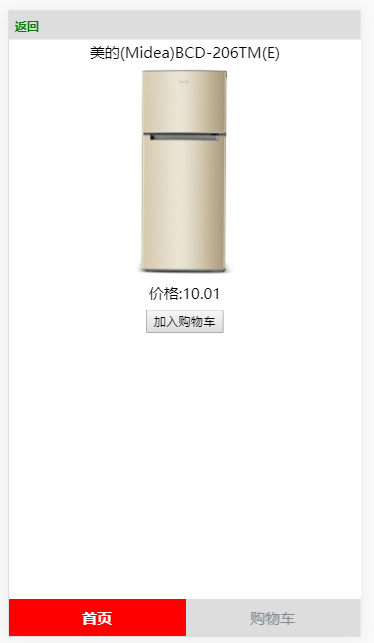 返回
美的(Midea)BCD-206TM(E)
价格:10.01
加入购物车
首页
购物车